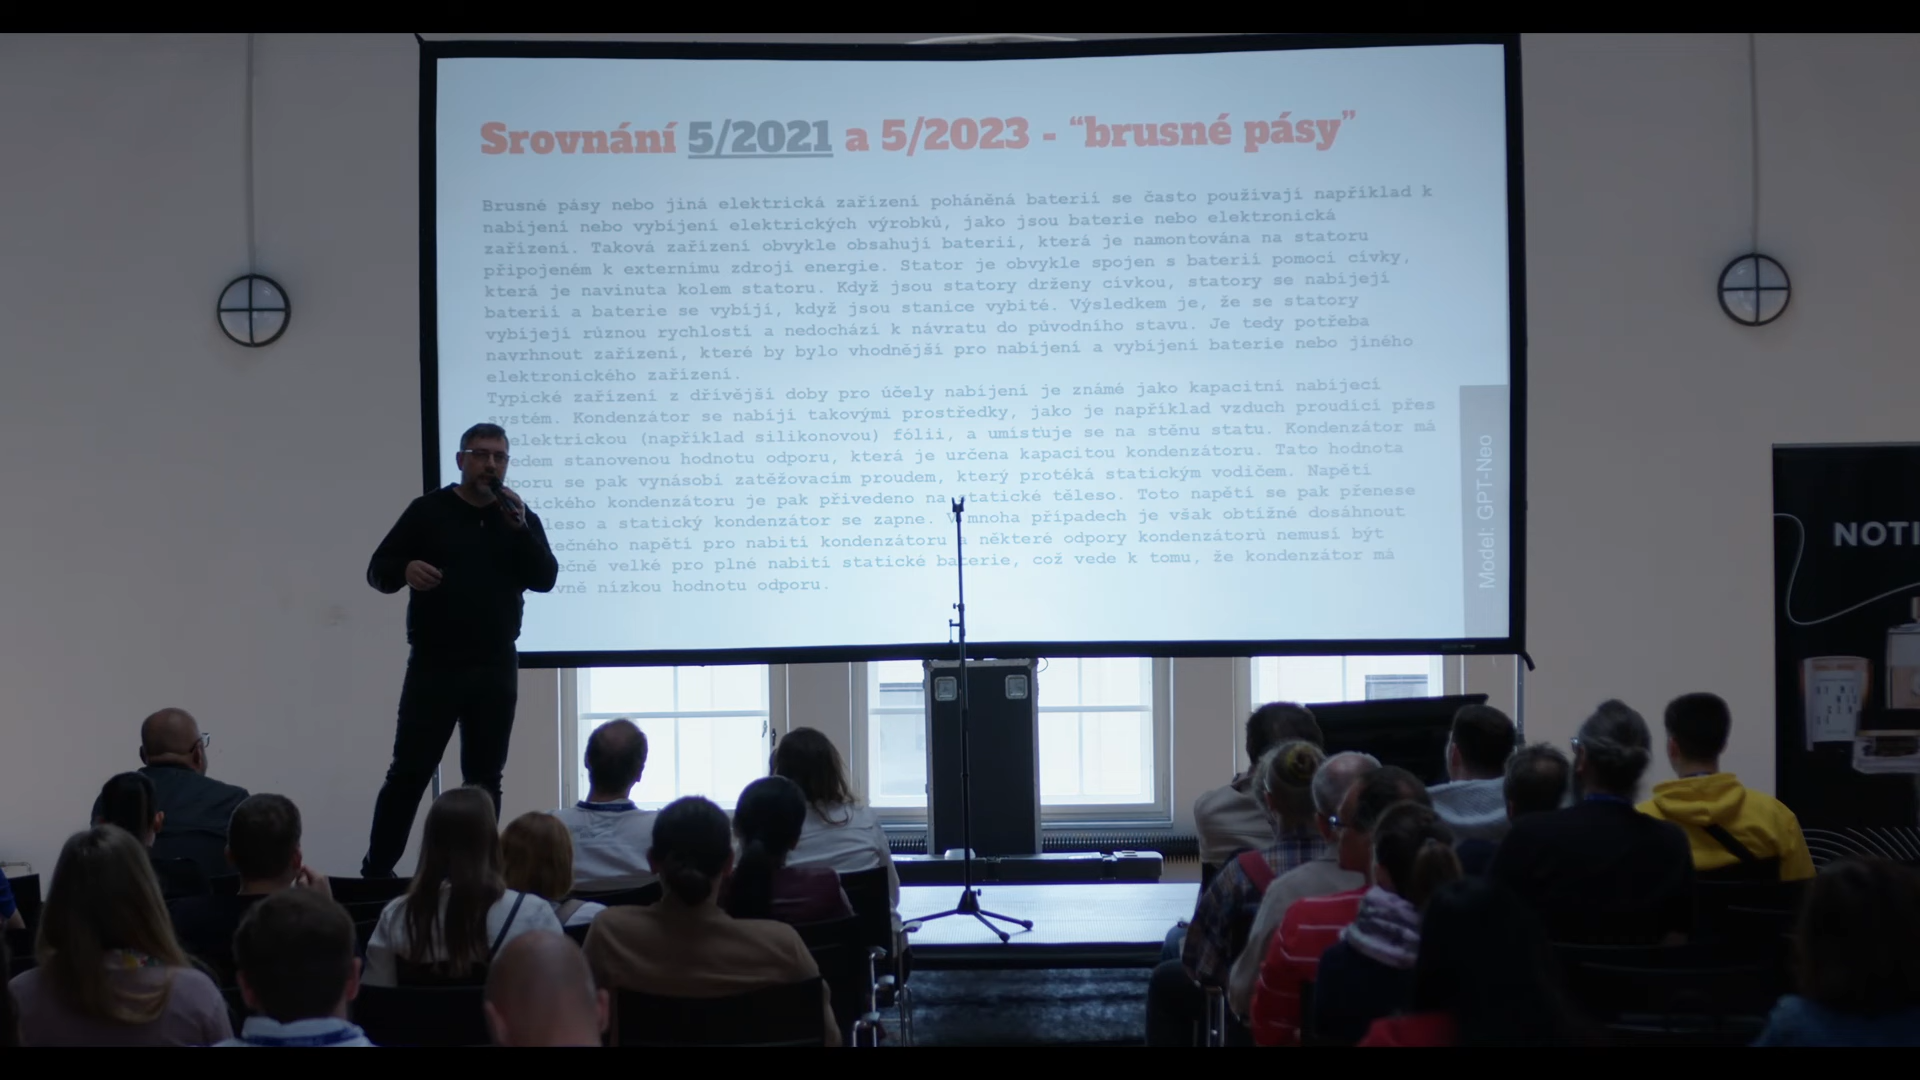 Srovnání 5/2021 a 5/2023 - “brusné pásy”
Brusné pásy nebo jiná elektrická zařízení poháněná baterií se často používají například k
nabíjení nebo vybíjení elektrických výrobků, jako jsou baterie nebo elektronická
zařízení. Taková zařízení obvykle obsahují baterii, která je namontována na statoru
připojeném k externímu zdroji energie. Stator je obvykle spojen s baterií pomocí cívky,
která je navinuta kolem statoru. Když jsou statory drženy cívkou, statory se nabíjejí
baterií a baterie se vybíjí, když jsou stanice vybité. Výsledkem je, že se statory
vybíjejí různou rychlostí a nedochází k návratu do původního stavu. Je tedy potřeba
navrhnout zařízení, které by bylo vhodnější pro nabíjení a vybíjení baterie nebo jiného
elektronického zařízení.
Typické zařízení z dřívější doby pro účely nabíjení je známé jako kapacitní nabíjecí
systém. Kondenzátor se nabíjí takovými prostředky, jako je například vzduch proudící přes
elektrickou (například silikonovou) fólii, a umísťuje se na stěnu statu. Kondenzátor má
stanovenou hodnotu odporu, která je určena kapacitou kondenzátoru. Tato hodnota
se pak vynásobí zatěžovacím proudem, který protéká statickým vodičem. Napětí
kondenzátoru je pak přivedeno na statické těleso. Toto napětí se pak přenese
a statický kondenzátor se zapne. V mnoha případech je však obtížné dosáhnout
napětí pro nabití kondenzátoru a některé odpory kondenzátorů nemusí být
velké pro plné nabití statické baterie, což vede k tomu, že kondenzátor má
nízkou hodnotu odporu.
Model: GPT-Neo
NOTI